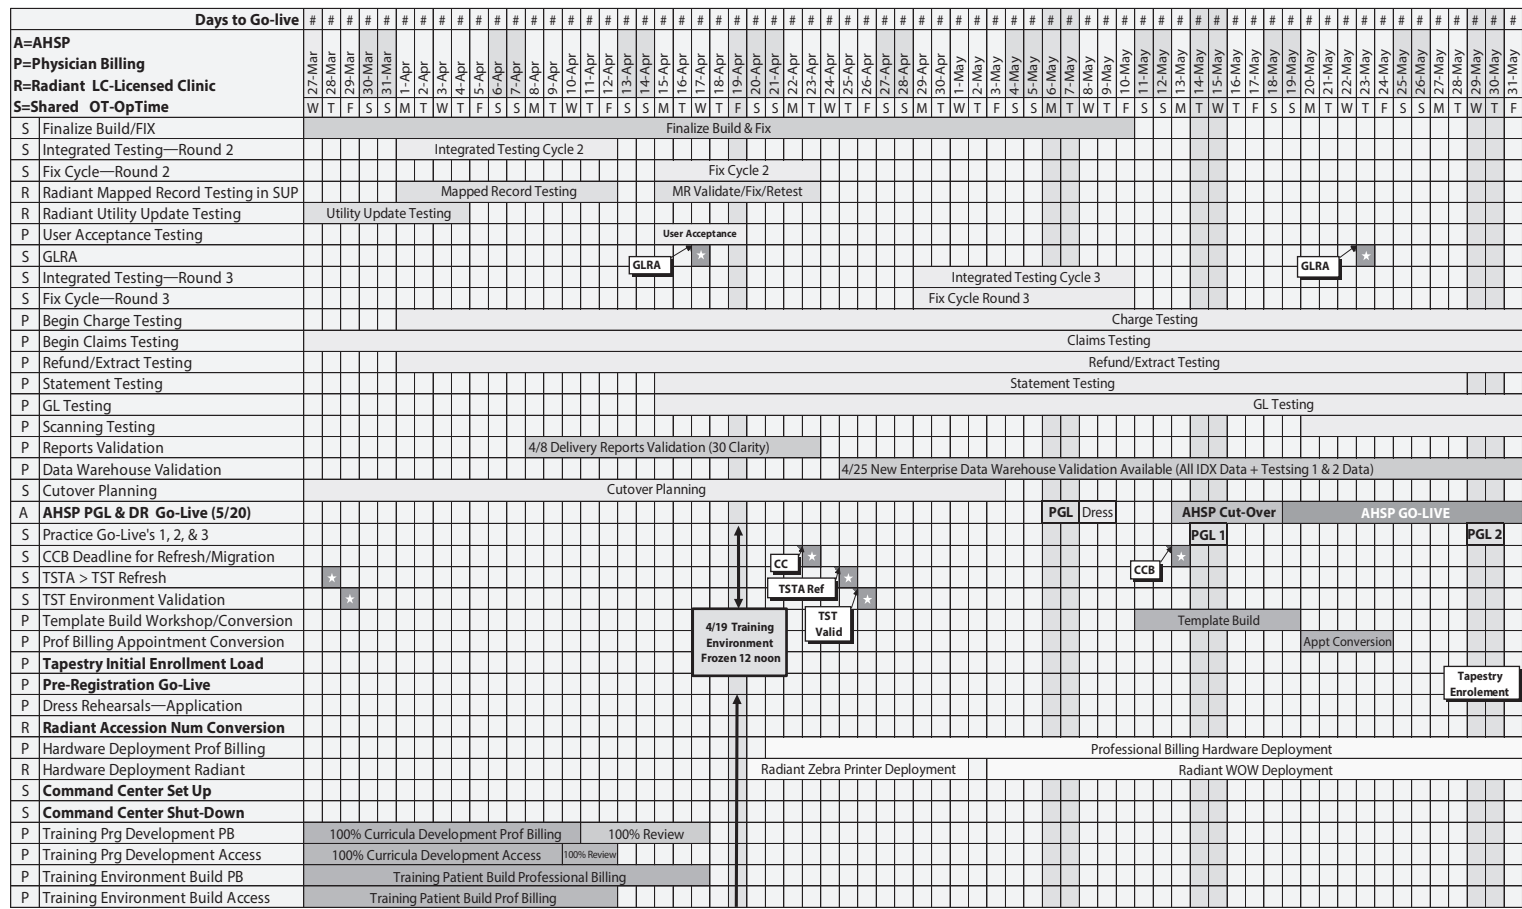 Days to Go-live # # # # # # # # # # # # # # # # # # # # # # # # # # # # # # # # # # # # # # # # # # # # # # # # # # # # # # # # # # # # # # # # # #
A=AHSP
P=Physician Billing
R=Radiant LC-Licensed Clinic
S=Shared OT-OpTime
27-Mar 28-Mar 29-Mar 30-Mar 31-Mar 1-Apr 2-Apr 3-Apr 4-Apr 5-Apr 6-Apr 7-Apr 8-Apr 9-Apr 10-Apr 11-Apr 12-Apr 13-Apr 14-Apr 15-Apr 16-Apr 17-Apr 18-Apr 19-Apr 20-Apr 21-Apr 22-Apr 23-Apr 24-Apr 25-Apr 26-Apr 27-Apr 28-Apr 29-Apr 30-Apr 1-May 2-May 3-May 4-May 5-May 6-May 7-May 8-May 9-May 10-May 11-May 12-May 13-May 14-May 15-May 16-May 17-May 18-May 19-May 20-May 21-May 22-May 23-May 24-May 25-May 26-May 27-May 28-May 29-May 30-May 31-May
W T F S S M T W T F S S M T W T F S S M T W T F S S M T W T F S S M T W T F S S M T W T F S S M T W T F S S M T W T F S S M T W T F
S Finalize Build/FIX Finalize Build & Fix
S Integrated Testing—Round 2 Integrated Testing Cycle 2
S Fix Cycle—Round 2 Fix Cycle 2
R Radiant Mapped Record Testing in SUP Mapped Record Testing MR Validate/Fix/Retest
R Radiant Utility Update Testing Utility Update Testing
P User Acceptance Testing User Acceptance
S GLRA GLRA GLRA
S Integrated Testing—Round 3 Integrated Testing Cycle 3
S Fix Cycle—Round 3 Fix Cycle Round 3
P Begin Charge Testing Charge Testing
P Begin Claims Testing Claims Testing
P Refund/Extract Testing Refund/Extract Testing
P Statement Testing Statement Testing
P GL Testing GL Testing
P Scanning Testing
P Reports Validation 4/8 Delivery Reports Validation (30 Clarity)
P Data Warehouse Validation 4/25 New Enterprise Data Warehouse Validation Available (All IDX Data + Testsing 1 & 2 Data)
S Cutover Planning Cutover Planning
A AHSP PGL & DR Go-Live (5/20) PGL Dress AHSP Cut-Over AHSP GO-LIVE
S Practice Go-Live's 1, 2, & 3 PGL 1 PGL 2
S CCB Deadline for Refresh/Migration CC CCB
S TSTA > TST Refresh TSTA Ref
S TST Environment Validation TST
Valid
P Template Build Workshop/Conversion 4/19 Training
Environment
Frozen 12 noon
Template Build
P Prof Billing Appointment Conversion Appt Conversion
P Tapestry Initial Enrollment Load
P Pre-Registration Go-Live Tapestry
Enrolement
P Dress Rehearsals—Application
R Radiant Accession Num Conversion
P Hardware Deployment Prof Billing Professional Billing Hardware Deployment
R Hardware Deployment Radiant Radiant Zebra Printer Deployment Radiant WOW Deployment
S Command Center Set Up
S Command Center Shut-Down
P Training Prg Development PB 100% Curricula Development Prof Billing 100% Review
P Training Prg Development Access 100% Curricula Development Access 100% Review
P Training Environment Build PB Training Patient Build Professional Billing
P Training Environment Build Access Training Patient Build Prof Billing